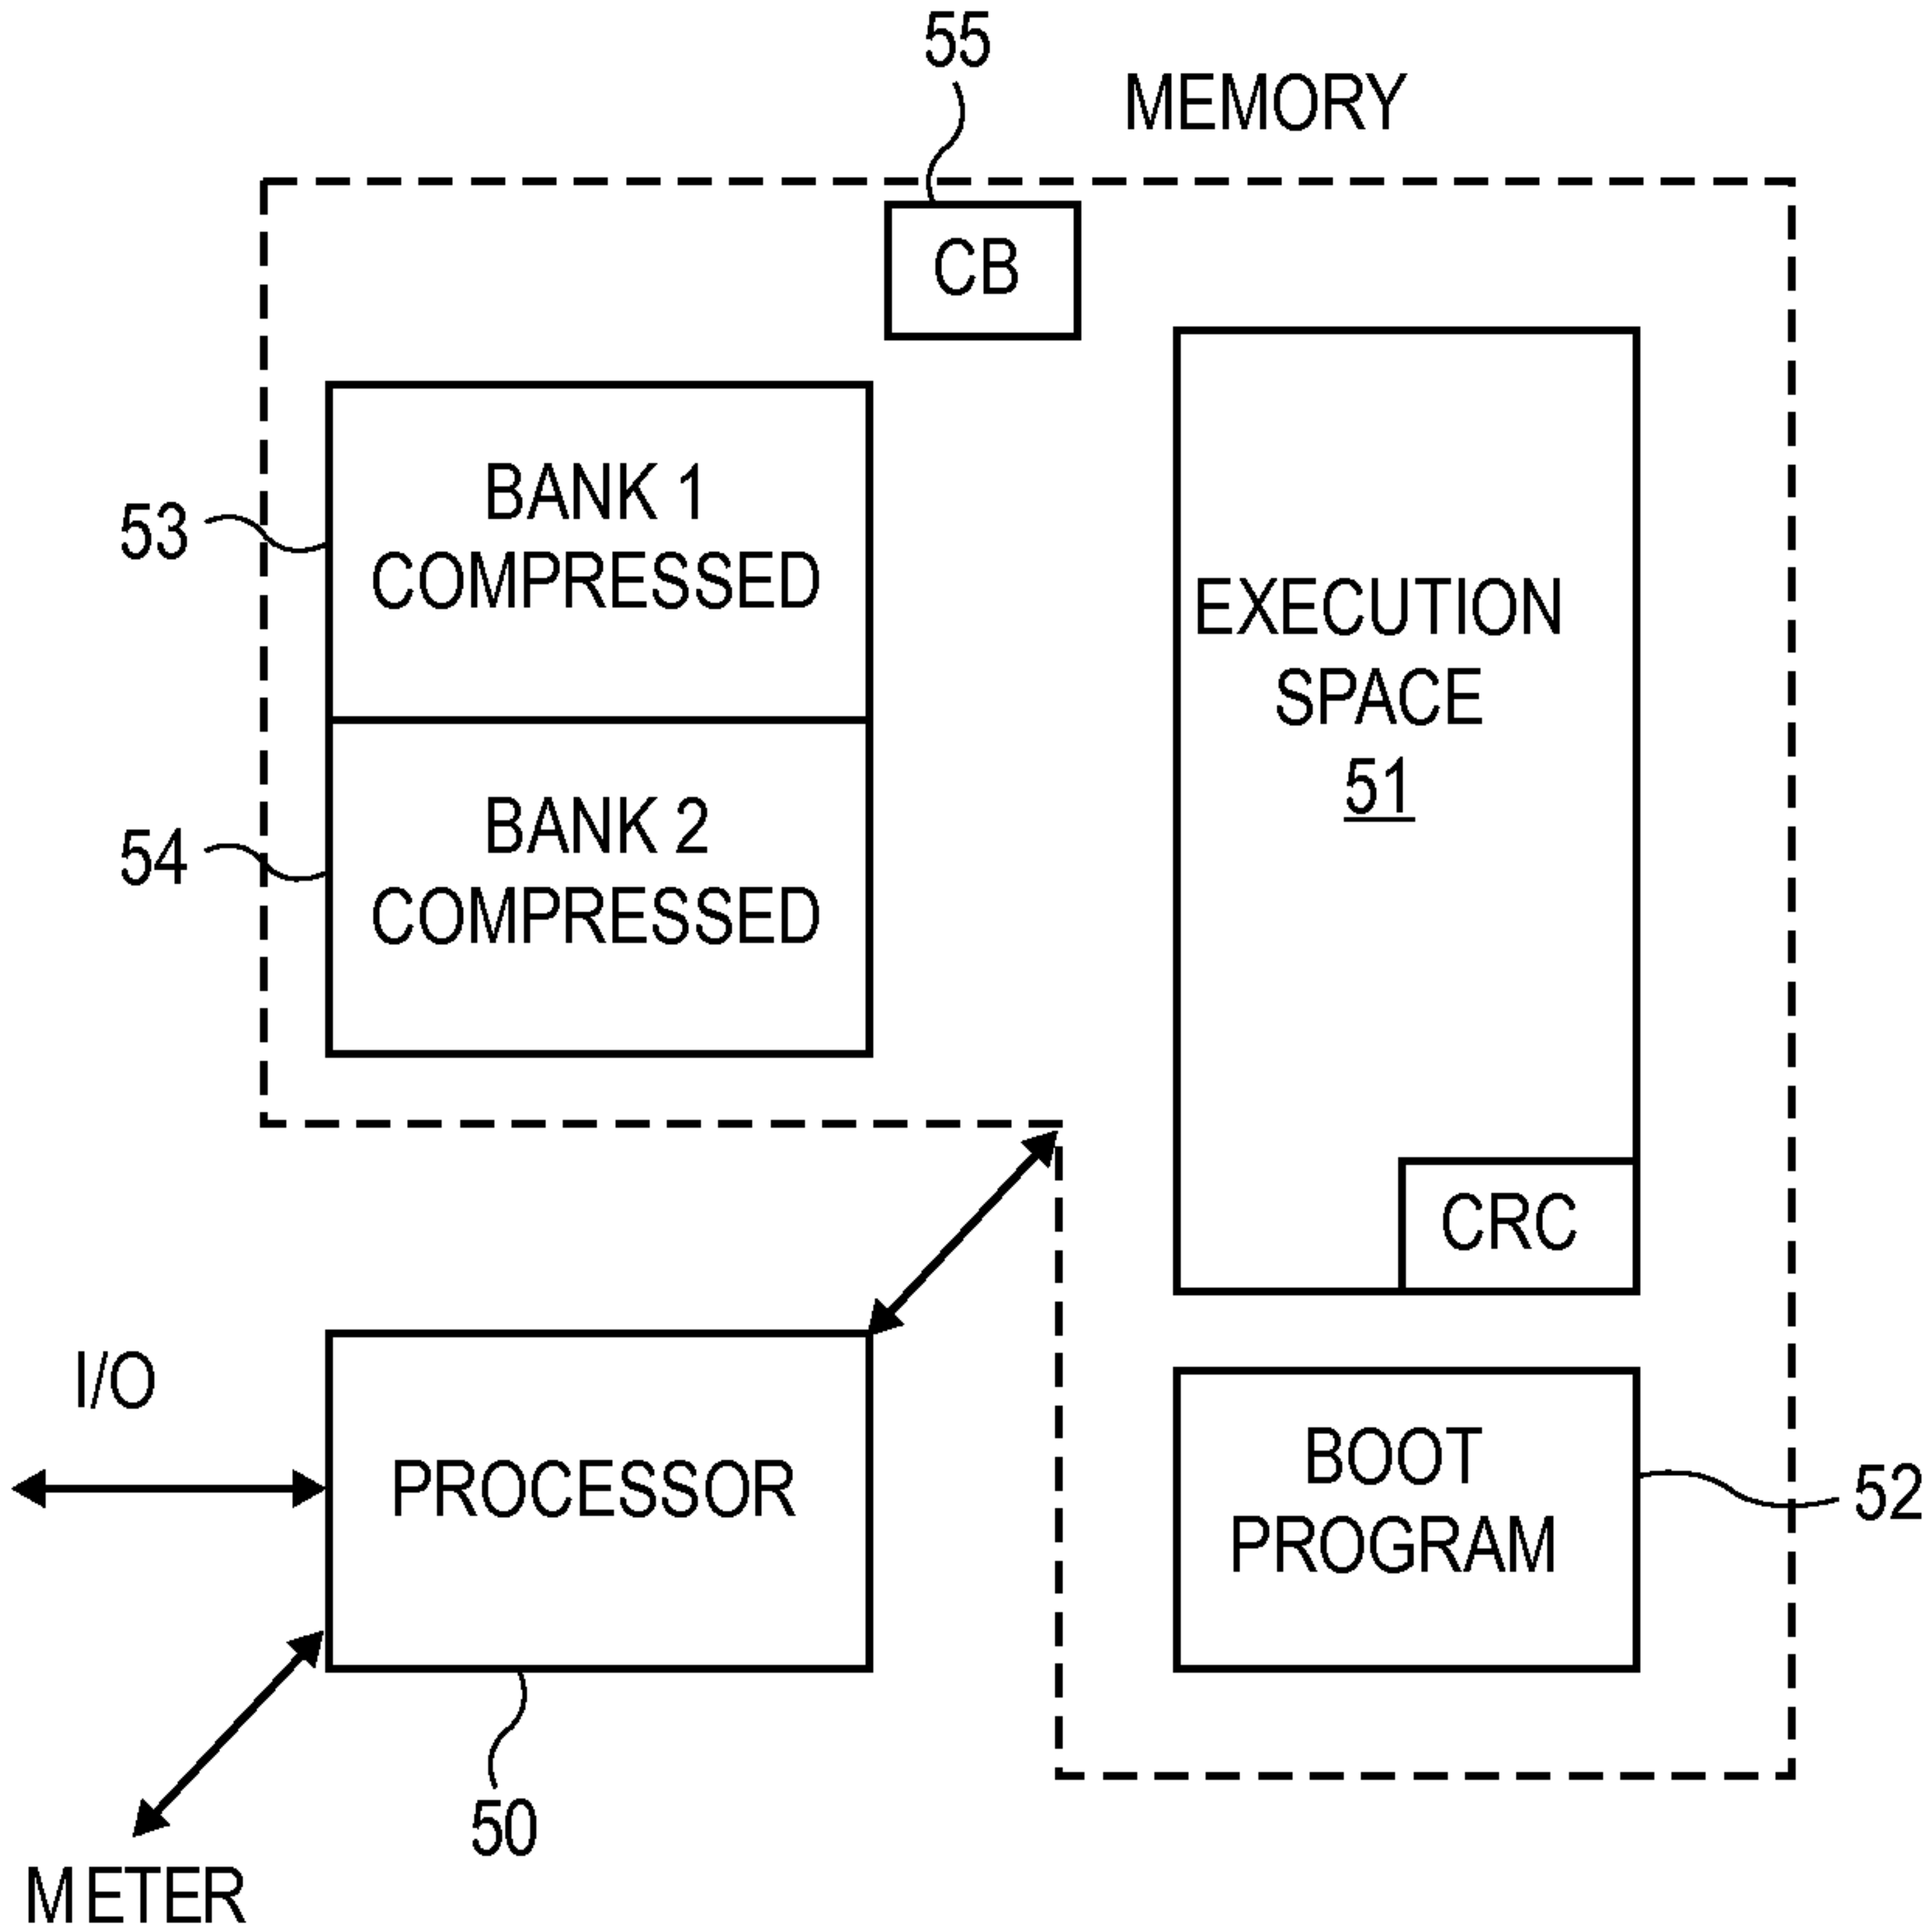 55
MEMORY
CB
BANK 1
COMPRESSED
53
EXECUTION
SPACE
51
BANK 2
COMPRESSED
54
CRC
I/O
PROCESSOR
BOOT
PROGRAM
52
50
METER